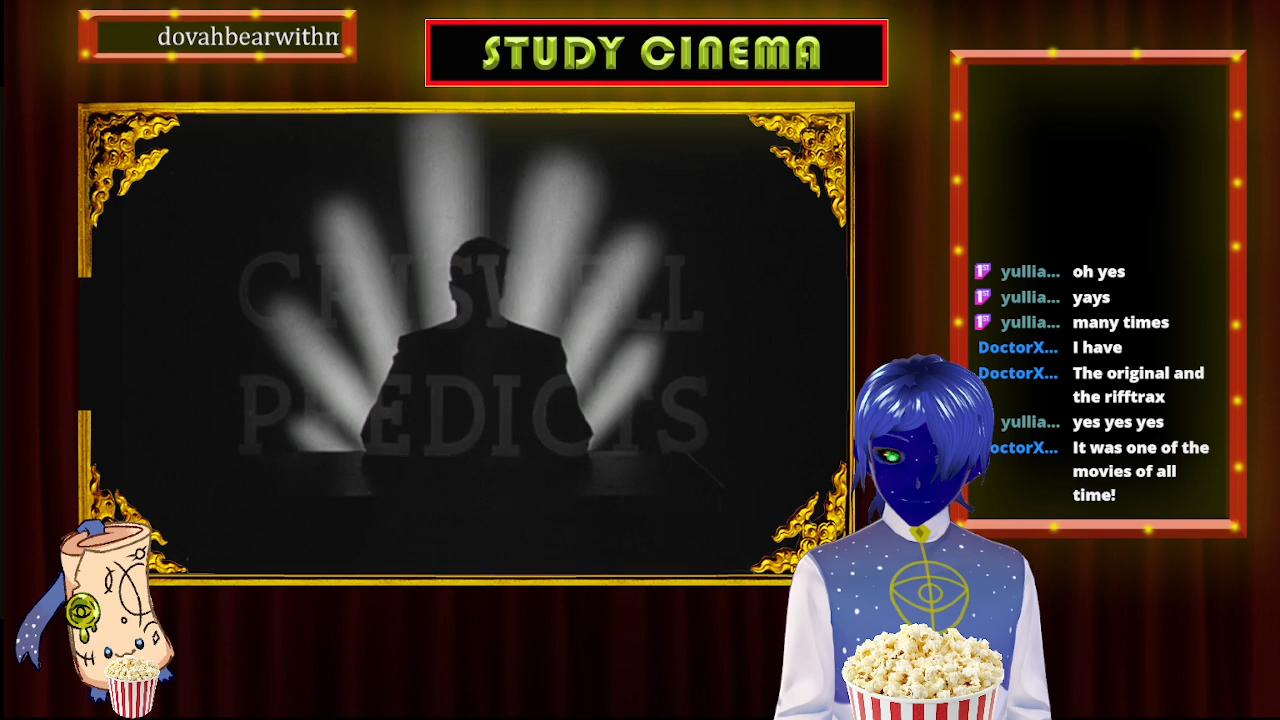 dovahbearwithm
STUDY CINEMA
CRISWELL
PREDICTS
yullia... oh yes
yullia... yays
yullia... many times
DoctorX... I have
DoctorX... The original and
the rifftrax
yullia... yes yes yes
octorX... It was one of the
movies of all
time!